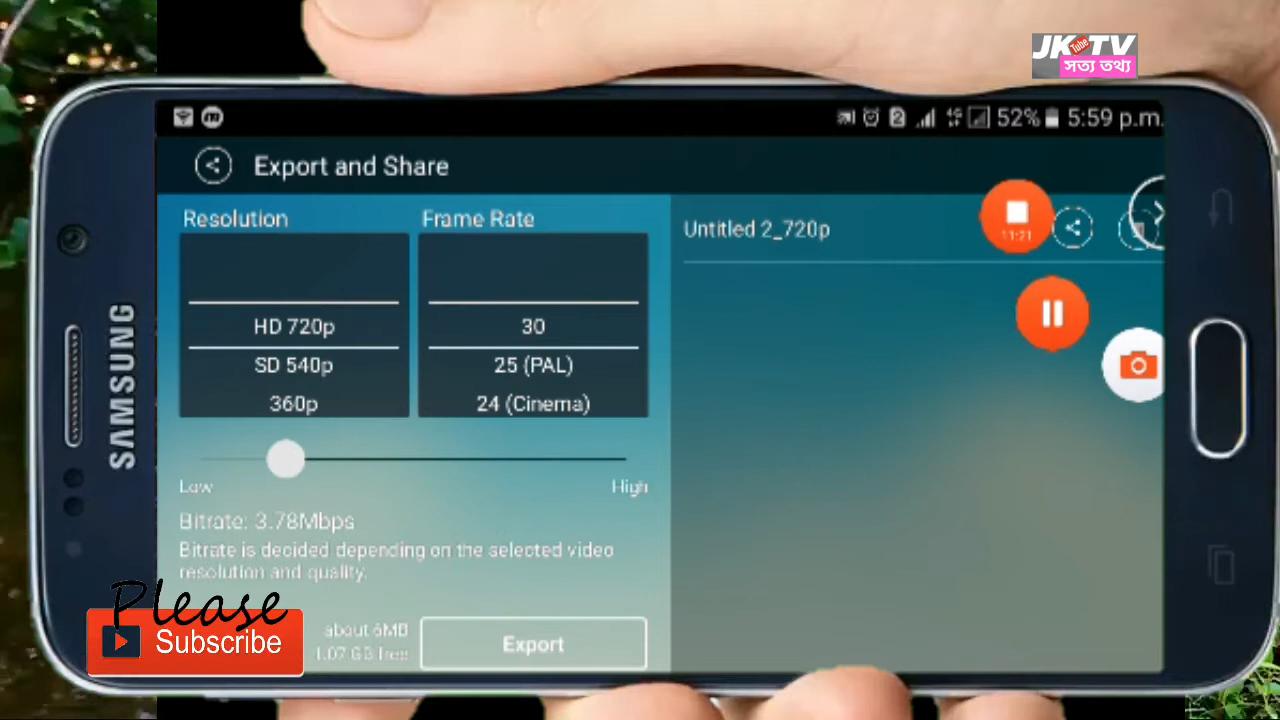 JK Tube TV
সত্য তথ্য
SAMSUNG
2 4G 52% 5:59 p.m.
Export and Share
Resolution
Frame Rate
HD 720p
SD 540p
360p
30
25 (PAL)
24 (Cinema)
Low
High
Bitrate: 3.78Mbps
Bitrate is decided depending on the selected video
resolution and quality.
about 6MB
1.07 GB free
Export
Untitled 2_720p
11:21
Please
Subscribe